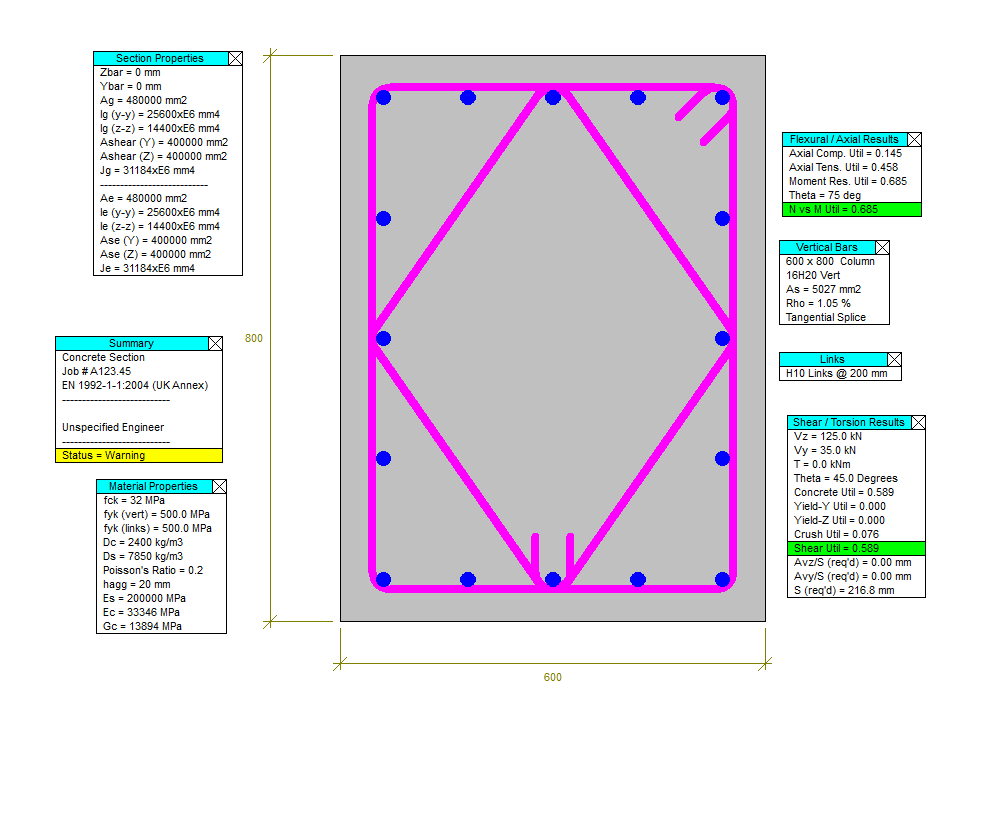 Section Properties
Zbar = 0 mm
Ybar = 0 mm
Ag = 480000 mm2
Ig (y-y) = 25600xE6 mm4
Ig (z-z) = 14400xE6 mm4
Ashear (Y) = 400000 mm2
Ashear (Z) = 400000 mm2
Jg = 31184xE6 mm4
---------------------------
Ae = 480000 mm2
Ie (y-y) = 25600xE6 mm4
Ie (z-z) = 14400xE6 mm4
Ase (Y) = 400000 mm2
Ase (Z) = 400000 mm2
Je = 31184xE6 mm4
Summary
Concrete Section
Job # A123.45
EN 1992-1-1:2004 (UK Annex)
---------------------------
Unspecified Engineer
---------------------------
Status = Warning
Material Properties
fck = 32 MPa
fyk (vert) = 500.0 MPa
fyk (links) = 500.0 MPa
Dc = 2400 kg/m3
Ds = 7850 kg/m3
Poisson's Ratio = 0.2
hagg = 20 mm
Es = 200000 MPa
Ec = 33346 MPa
Gc = 13894 MPa
800
600
Flexural / Axial Results
Axial Comp. Util = 0.145
Axial Tens. Util = 0.458
Moment Res. Util = 0.685
Theta = 75 deg
N vs M Util = 0.685
Vertical Bars
600 x 800 Column
16H20 Vert
As = 5027 mm2
Rho = 1.05 %
Tangential Splice
Links
H10 Links @ 200 mm
Shear / Torsion Results
Vz = 125.0 kN
Vy = 35.0 kN
T = 0.0 kNm
Theta = 45.0 Degrees
Concrete Util = 0.589
Yield-Y Util = 0.000
Yield-Z Util = 0.000
Crush Util = 0.076
Shear Util = 0.589
Avz/S (req'd) = 0.00 mm
Avy/S (req'd) = 0.00 mm
S (req'd) = 216.8 mm